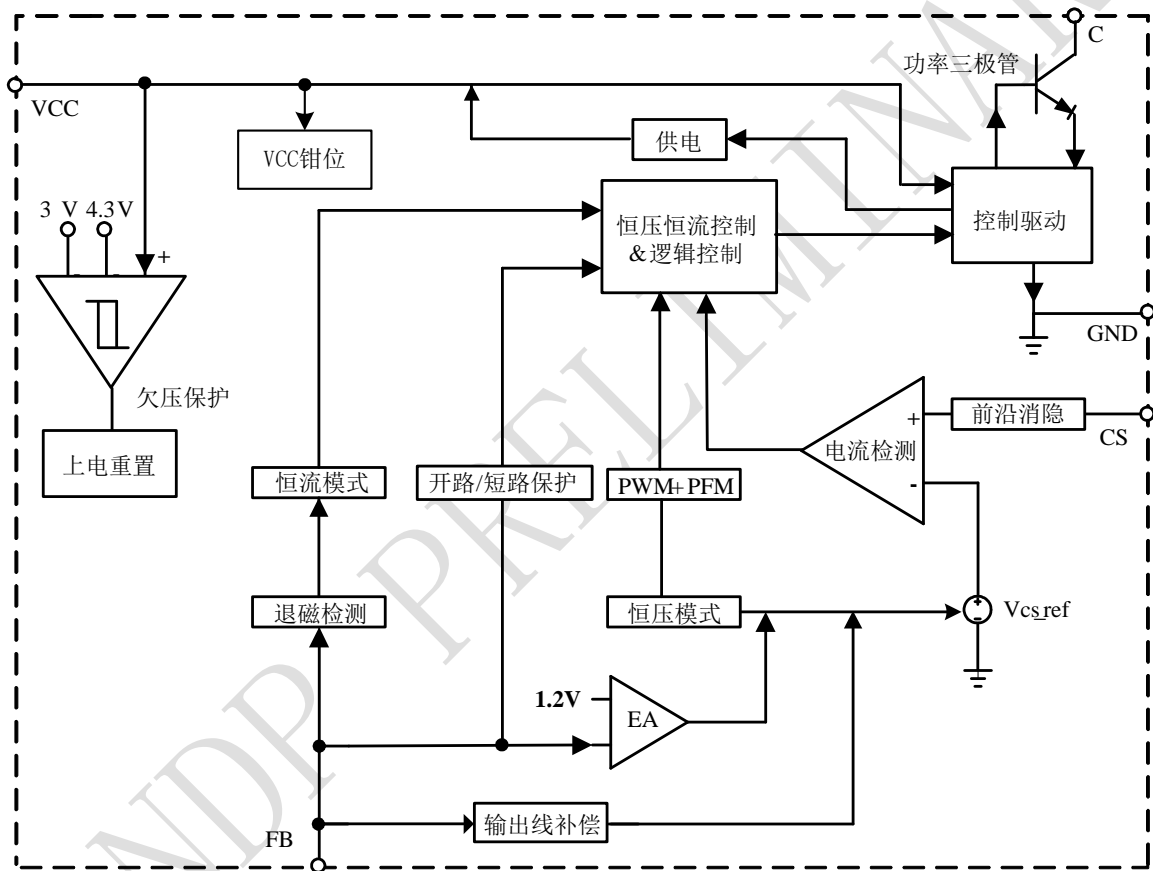 C
功率三极管
VCC
供电
VCC钳位
3 V 4.3V
恒压恒流控制
&逻辑控制
控制驱动
+
GND
欠压保护
前沿消隐
+
CS
上电重置
电流检测
恒流模式
开路/短路保护
PWM+PFM
-
退磁检测
恒压模式
+
-
Vcs_ref
1.2V
EA
输出线补偿
FB
NDP PRELIMINAR